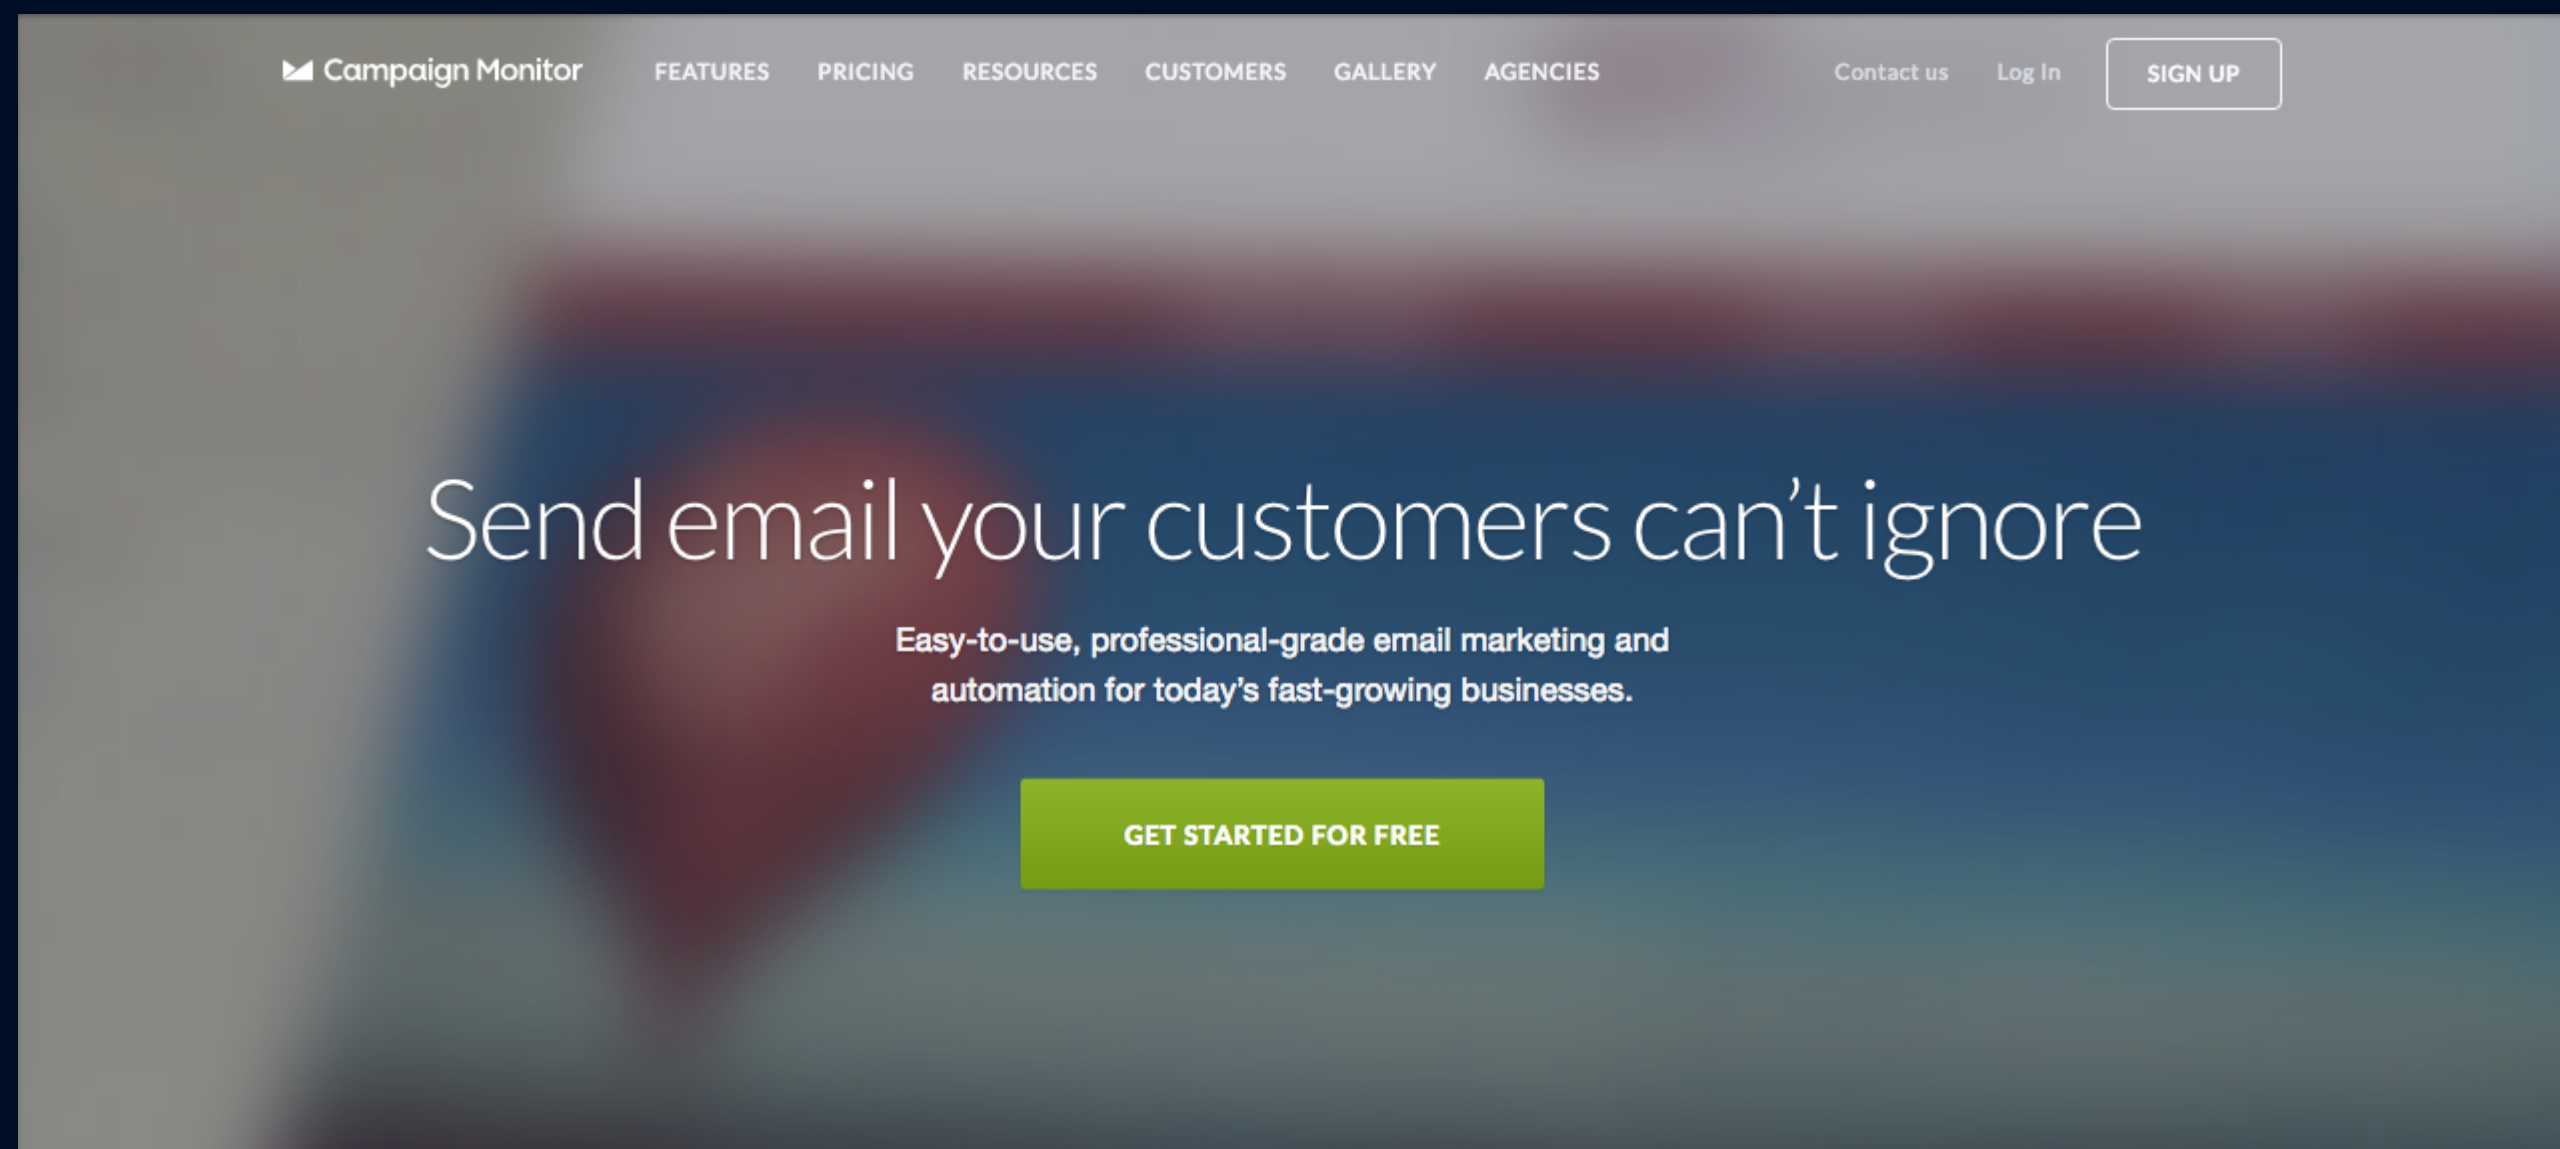 Campaign Monitor FEATURES PRICING RESOURCES CUSTOMERS GALLERY AGENCIES Contact us Log In SIGN UP
Send email your customers can’t ignore
Easy-to-use, professional-grade email marketing and
automation for today’s fast-growing businesses.
GET STARTED FOR FREE